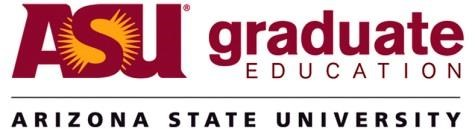 ASU® graduate
EDUCATION
ARIZONA STATE UNIVERSITY